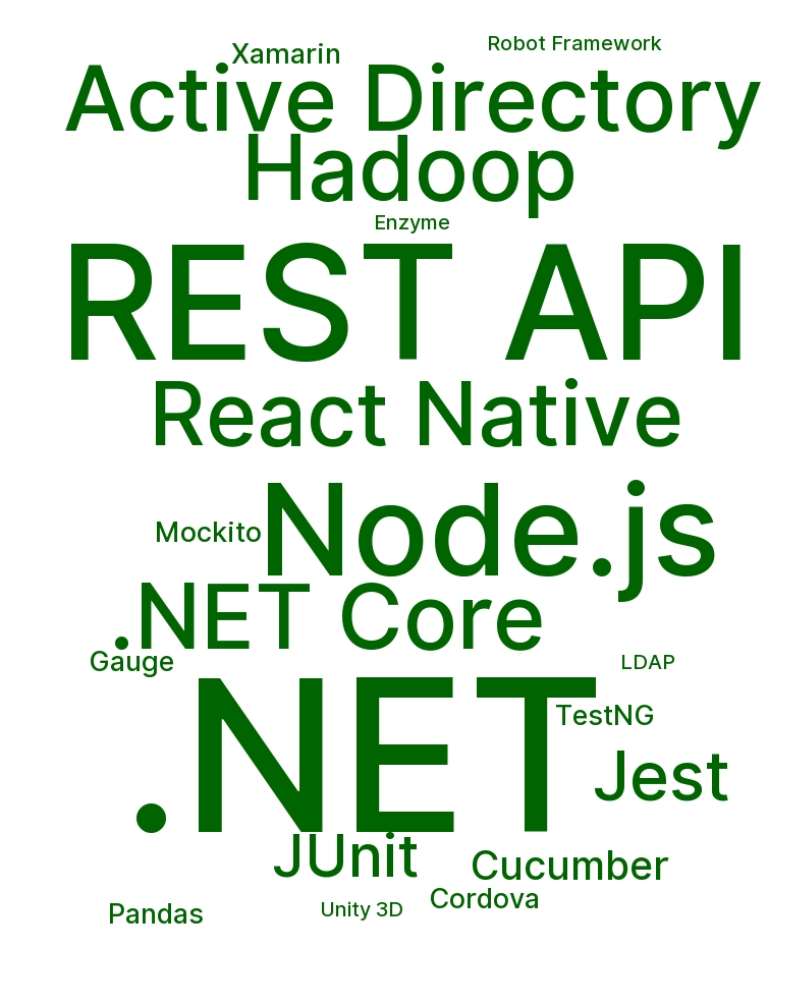 Robot Framework
Xamarin
Active Directory
Hadoop
Enzyme
REST API
React Native
Mockito
Node.js
.NET Core
Gauge
LDAP
.NET
TestNG
Jest
JUnit
Cucumber
Cordova
Pandas
Unity 3D